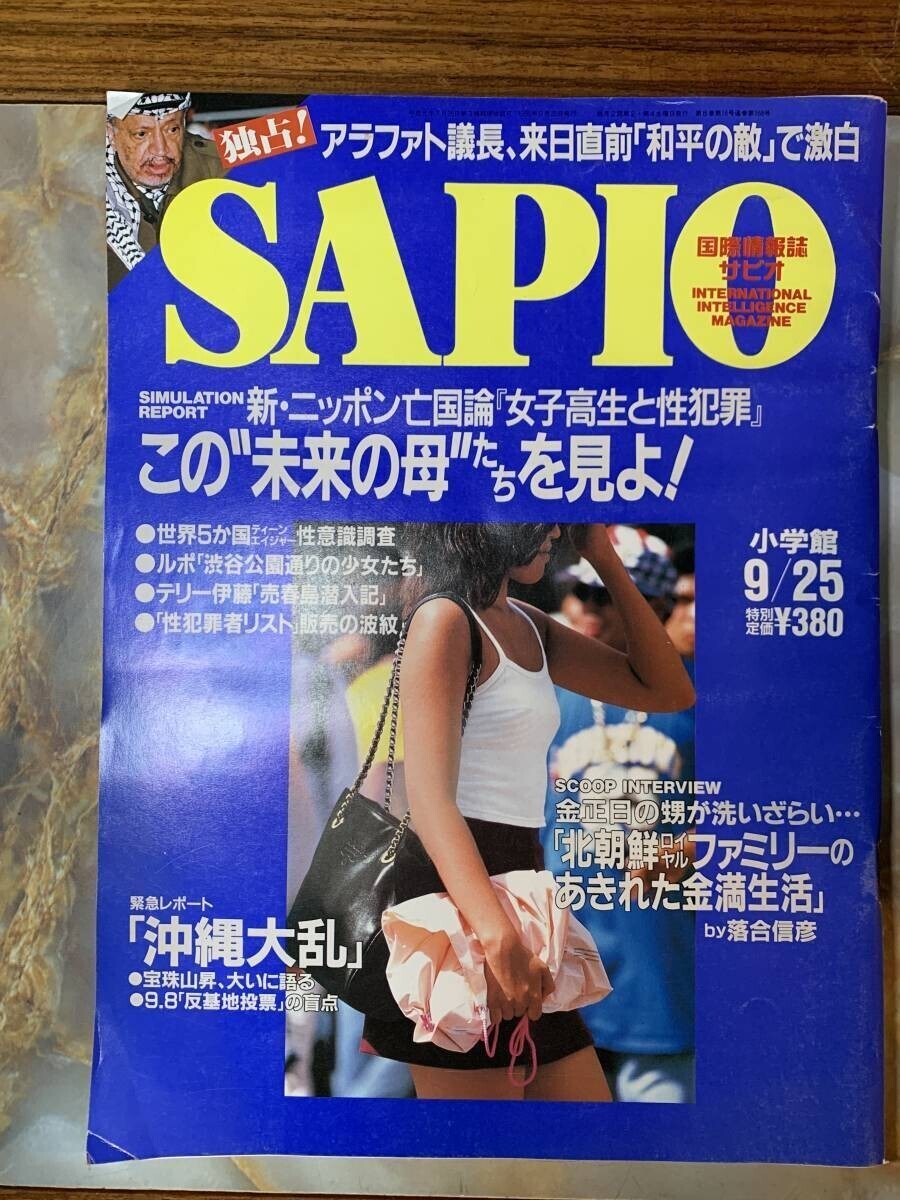 独占!
アラファト議長、来日直前「和平の敵」で激白
SAPIO
国際情報誌
サピオ
INTERNATIONAL
INTELLIGENCE
MAGAZINE
SIMULATION
REPORT
新・ニッポン亡国論『女子高生と性犯罪』
この"未来の母"たちを見よ!
●世界5か国ティーンエイジャー性意識調査
●ルポ「渋谷公園通りの少女たち」
●テリー伊藤「売春島潜入記」
●「性犯罪者リスト」販売の波紋
小学館
9/25
特別定価¥380
SCOOP INTERVIEW
金正日の甥が洗いざらい…
「北朝鮮ロイヤルファミリーの
あきれた金満生活」
by落合信彦
緊急レポート
「沖縄大乱」
●宝珠山昇、大いに語る
●9.8「反基地投票」の盲点